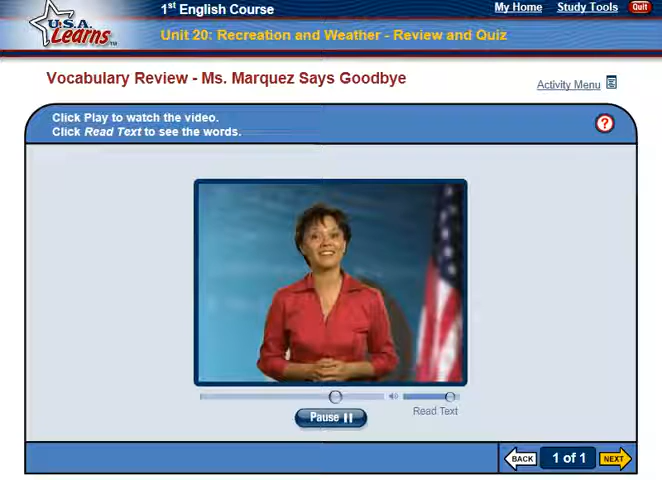 U.S.A.
Learns™
1st English Course
My Home Study Tools Quit
Unit 20: Recreation and Weather - Review and Quiz
Vocabulary Review - Ms. Marquez Says Goodbye
Activity Menu
Click Play to watch the video.
Click Read Text to see the words.
?
Pause
Read Text
BACK 1 of 1 NEXT